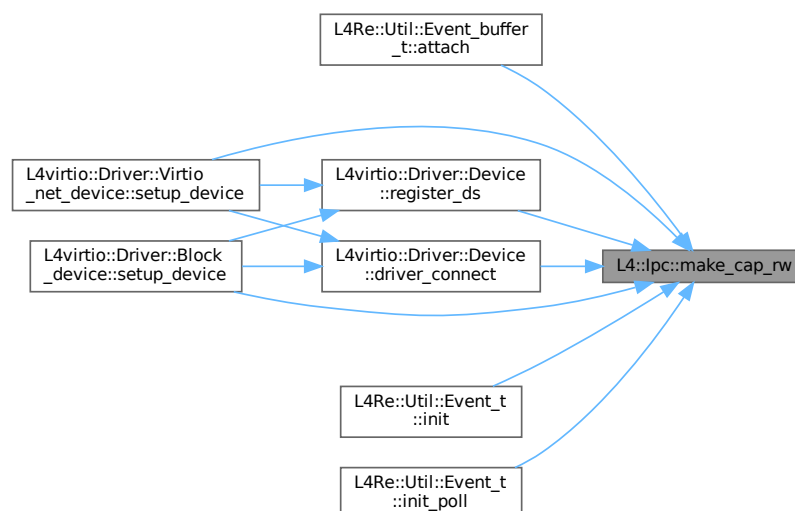 L4Re::Util::Event_buffer
_t::attach
L4virtio::Driver::Virtio
_net_device::setup_device
L4virtio::Driver::Device
::register_ds
L4virtio::Driver::Block
_device::setup_device
L4virtio::Driver::Device
::driver_connect
L4::Ipc::make_cap_rw
L4Re::Util::Event_t
::init
L4Re::Util::Event_t
::init_poll